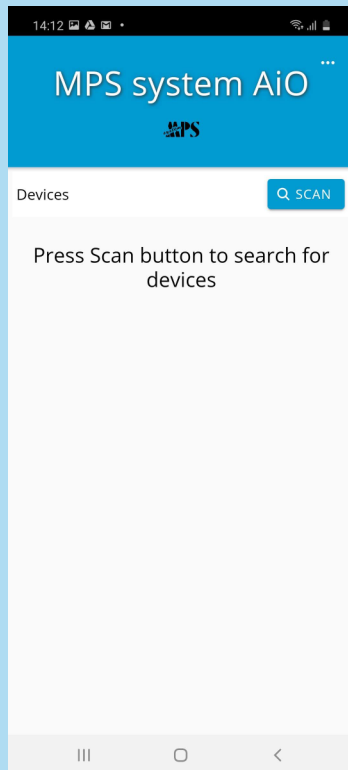 14:12
MPS system AiO
MPS
Devices
SCAN
Press Scan button to search for
devices